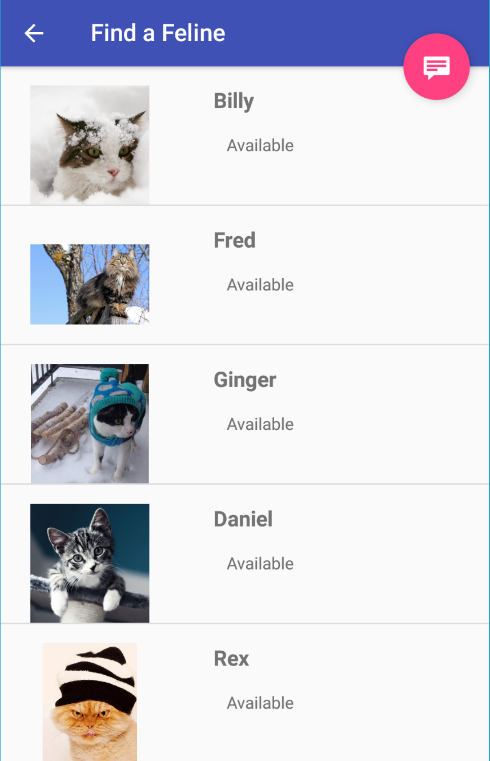 Find a Feline
Billy
Available
Fred
Available
Ginger
Available
Daniel
Available
Rex
Available